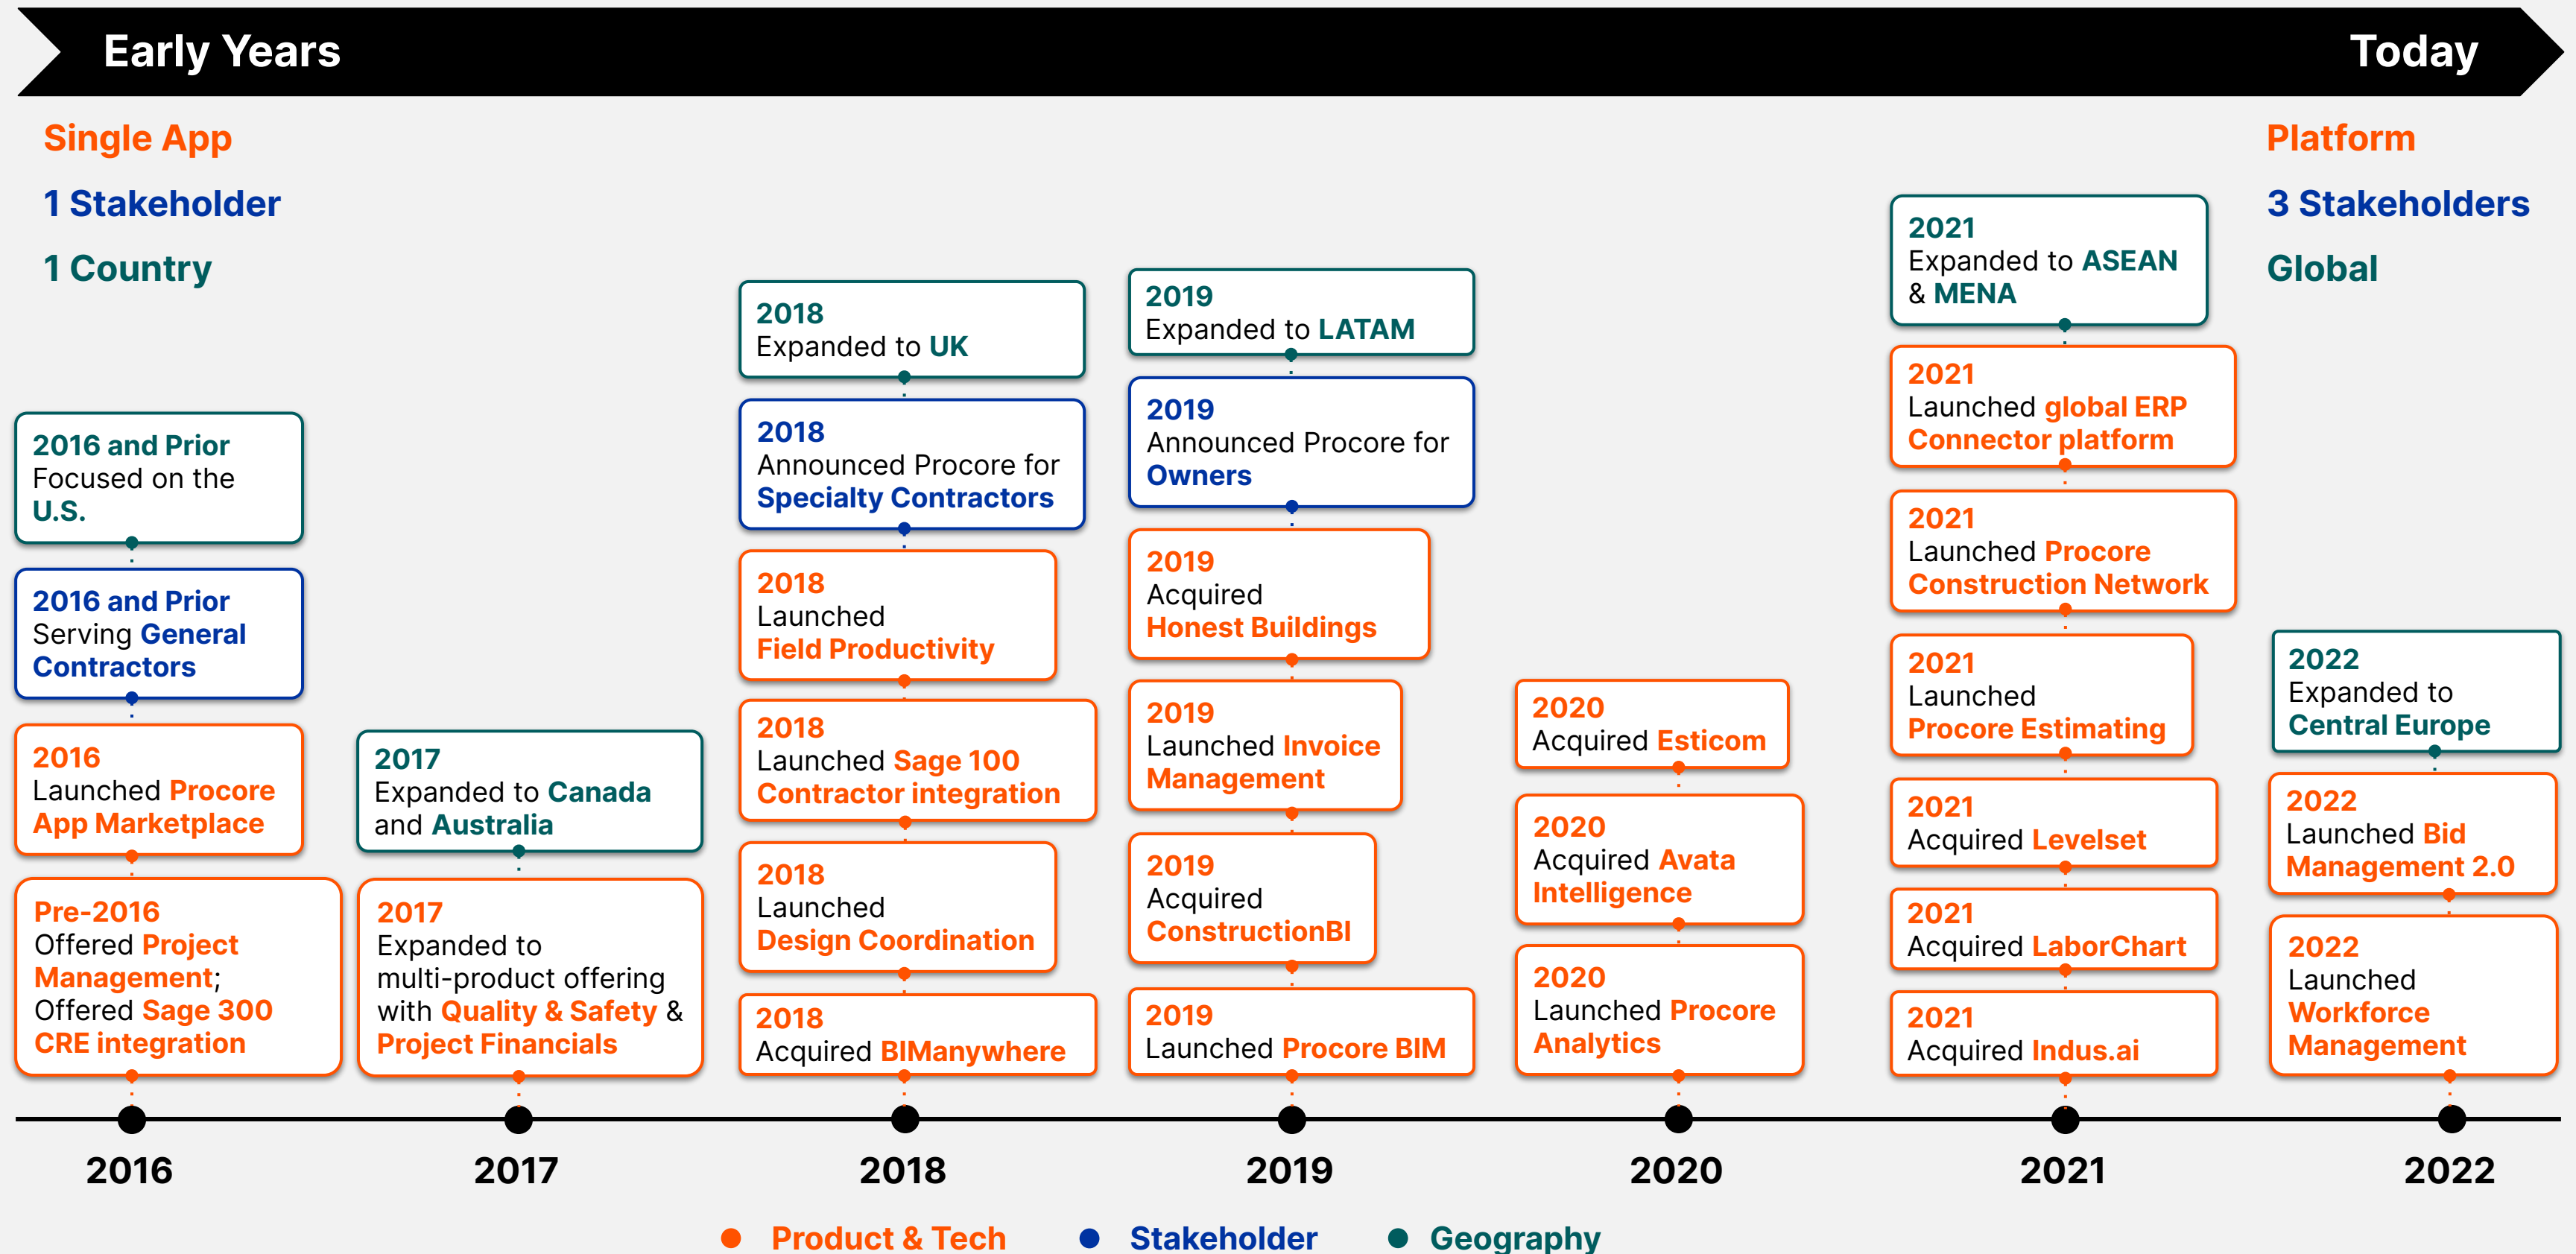 Early Years
Today
Single App
1 Stakeholder
1 Country
Platform
3 Stakeholders
Global
2016 and Prior
Focused on the
U.S.
2016 and Prior
Serving General
Contractors
2016
Launched Procore
App Marketplace
Pre-2016
Offered Project
Management;
Offered Sage 300
CRE integration
2017
Expanded to Canada
and Australia
2017
Expanded to
multi-product offering
with Quality & Safety &
Project Financials
2018
Expanded to UK
2018
Announced Procore for
Specialty Contractors
2018
Launched
Field Productivity
2018
Launched Sage 100
Contractor integration
2018
Launched
Design Coordination
2018
Acquired BIManywhere
2019
Expanded to LATAM
2019
Announced Procore for
Owners
2019
Acquired
Honest Buildings
2019
Launched Invoice
Management
2019
Acquired
ConstructionBI
2019
Launched Procore BIM
2020
Acquired Esticom
2020
Acquired Avata
Intelligence
2020
Launched Procore
Analytics
2021
Expanded to ASEAN
& MENA
2021
Launched global ERP
Connector platform
2021
Launched Procore
Construction Network
2021
Launched
Procore Estimating
2021
Acquired Levelset
2021
Acquired LaborChart
2021
Acquired Indus.ai
2022
Expanded to
Central Europe
2022
Launched Bid
Management 2.0
2022
Launched
Workforce
Management
2016
2017
2018
2019
2020
2021
2022
Product & Tech
Stakeholder
Geography